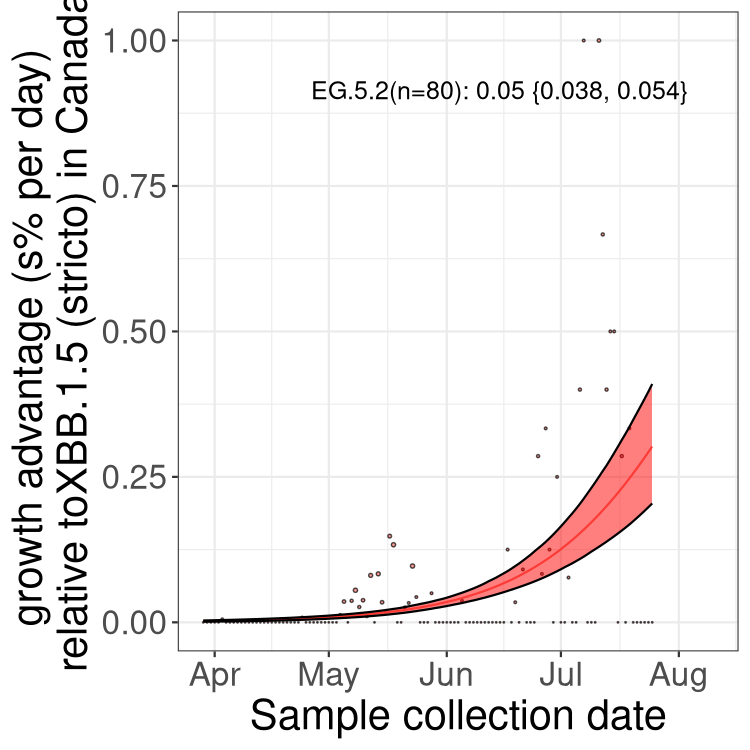 growth advantage (s% per day)
relative toXBB.1.5 (stricto) in Canada
1.00
0.75
0.50
0.25
0.00
EG.5.2(n=80): 0.05 {0.038, 0.054}
Apr May Jun Jul Aug
Sample collection date